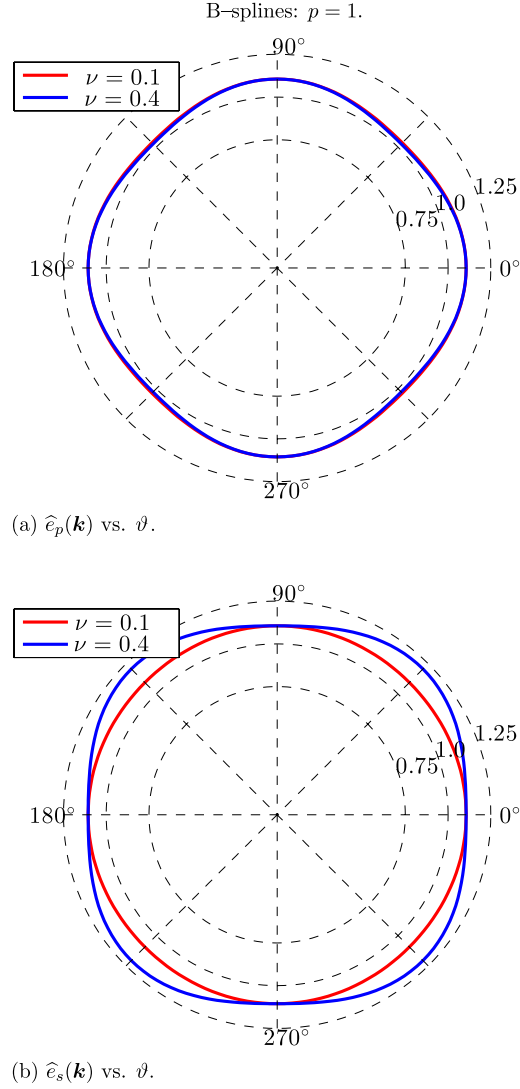 B–splines: p = 1.
90°
ν = 0.1
ν = 0.4
1.25
1.0
0.75
180°
0°
270°
(a) ê_p(k) vs. ϑ.
90°
ν = 0.1
ν = 0.4
1.25
1.0
0.75
180°
0°
270°
(b) ê_s(k) vs. ϑ.